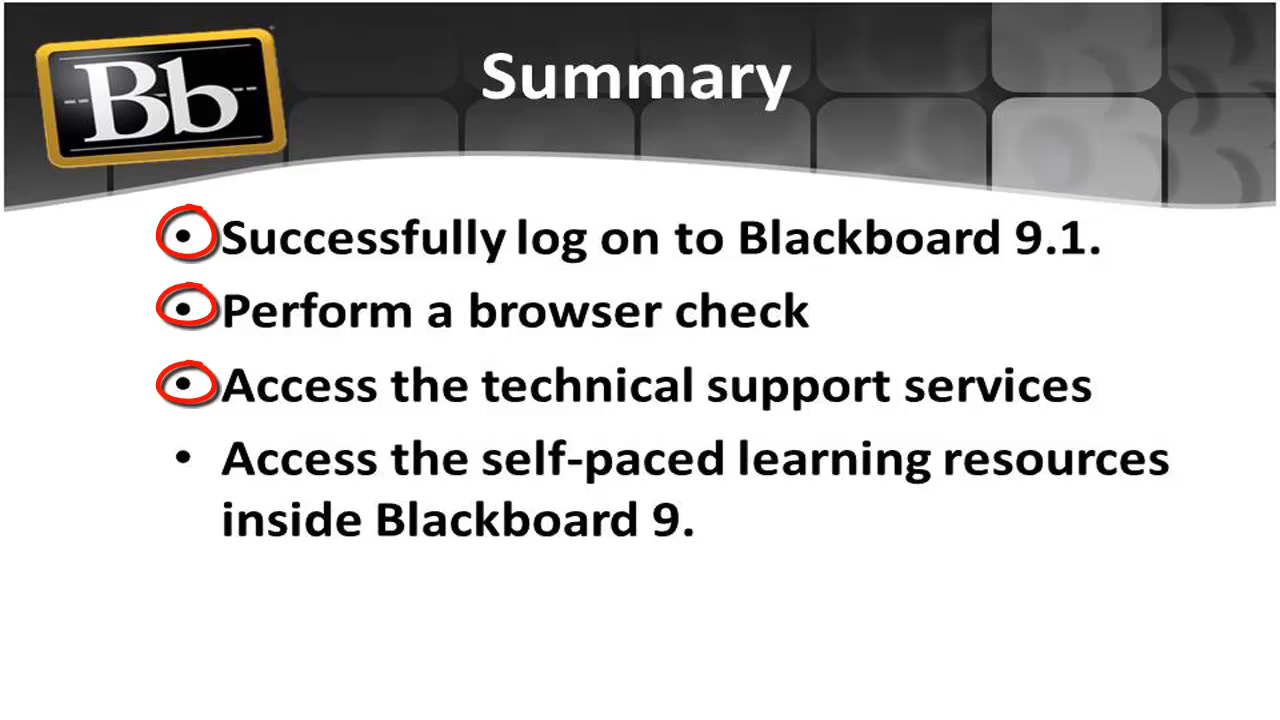 Bb
Summary
• Successfully log on to Blackboard 9.1.
• Perform a browser check
• Access the technical support services
• Access the self-paced learning resources
inside Blackboard 9.